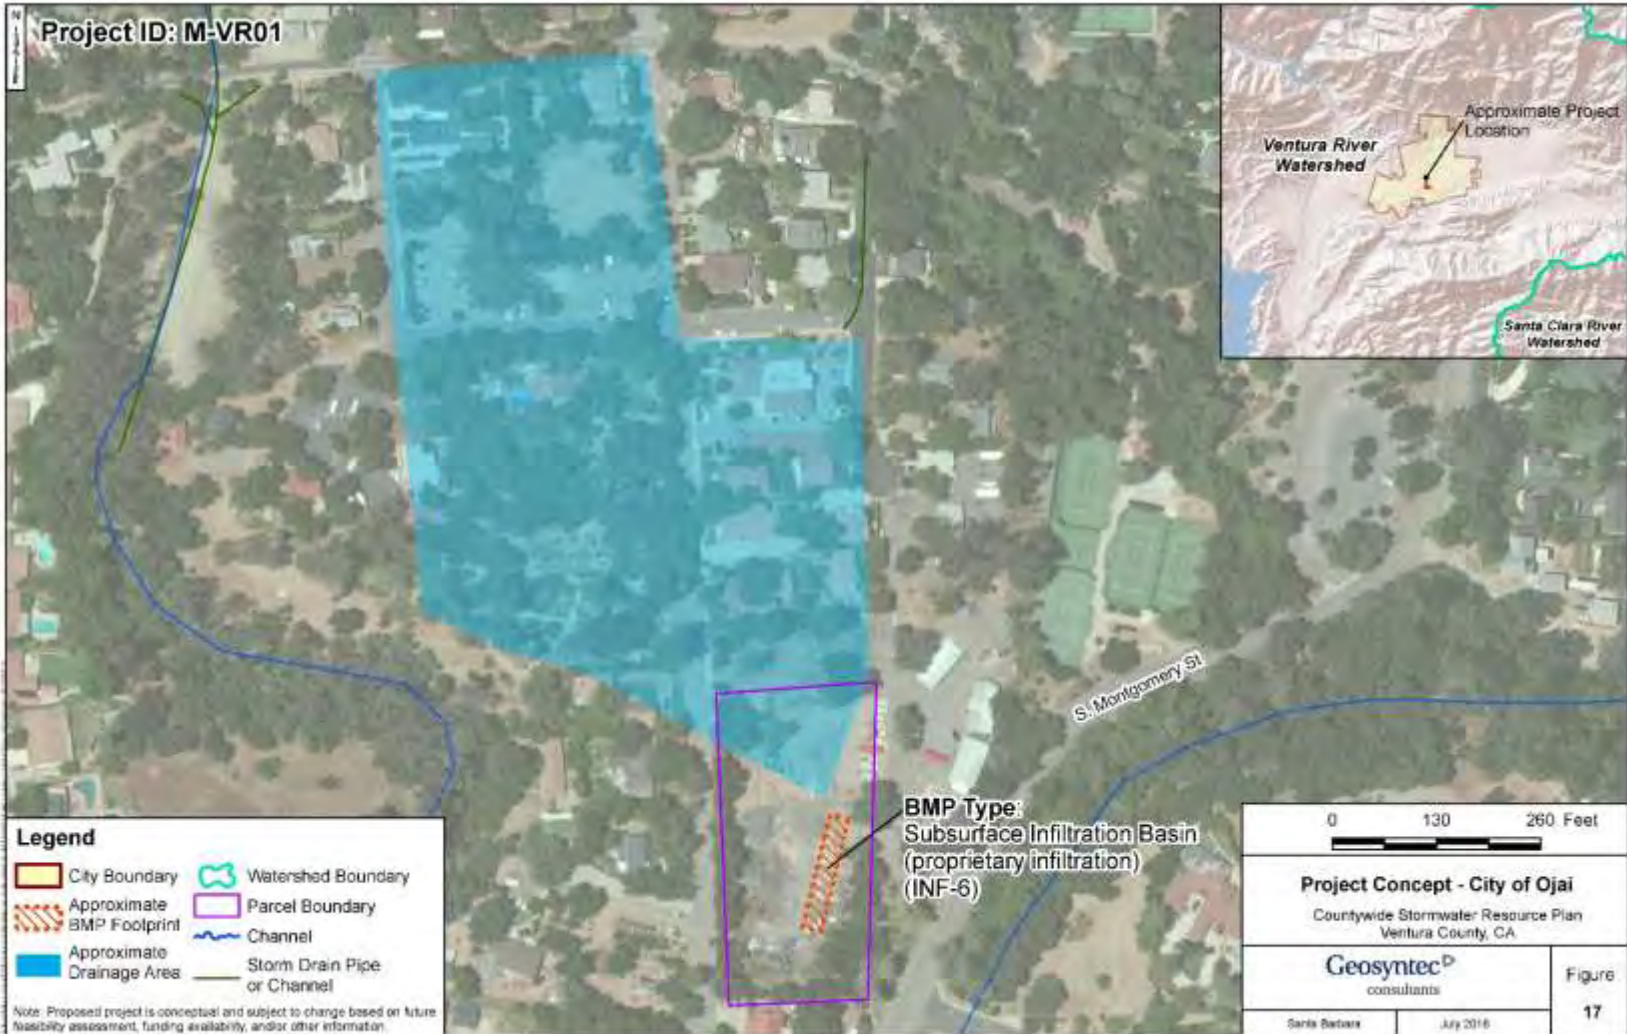 N
Project ID: M-VR01
Approximate Project
Location
Ventura River
Watershed
Santa Clara River
Watershed
S. Montgomery St
BMP Type:
Subsurface Infiltration Basin
(proprietary infiltration)
(INF-6)
Legend
City Boundary
Watershed Boundary
Approximate
BMP Footprint
Parcel Boundary
Channel
Approximate
Drainage Area
Storm Drain Pipe
or Channel
Note: Proposed project is conceptual and subject to change based on future
feasibility assessment, funding availability, and/or other information.
0 130 260 Feet
Project Concept - City of Ojai
Countywide Stormwater Resource Plan
Ventura County, CA
Geosyntec
consultants
Figure
17
Santa Barbara
July 2016